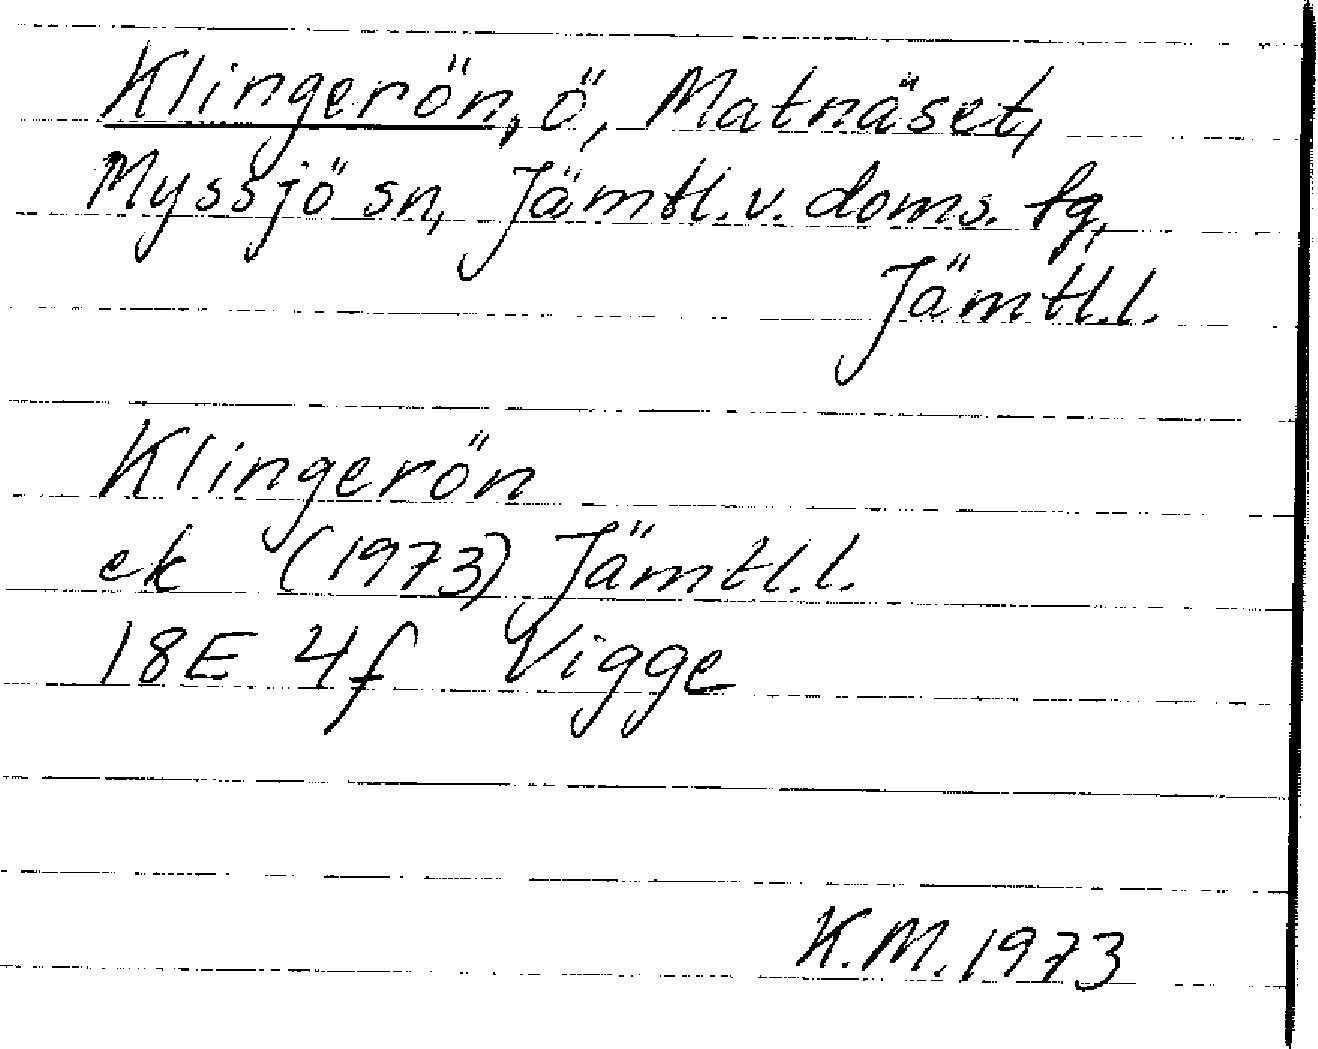 Klingerön, ö, Matnäset,
Myssjö sn, Jämtl. v. doms. tg,
Jämtl.l.
Klingerön
ek (1973) Jämtl.l.
18E 4f Vigge
K.M. 1973